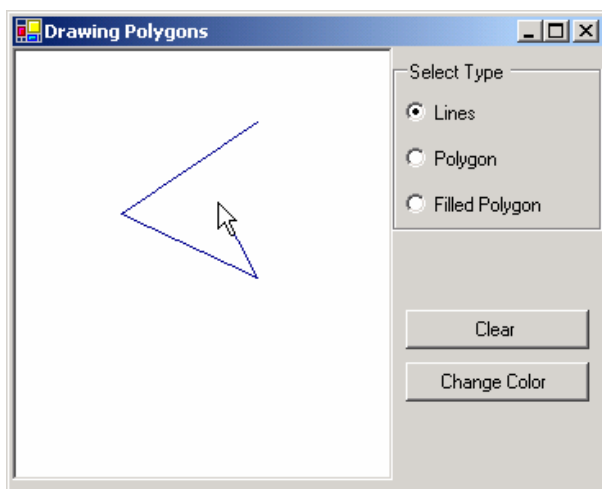 Drawing Polygons
Select Type
Lines
Polygon
Filled Polygon
Clear
Change Color